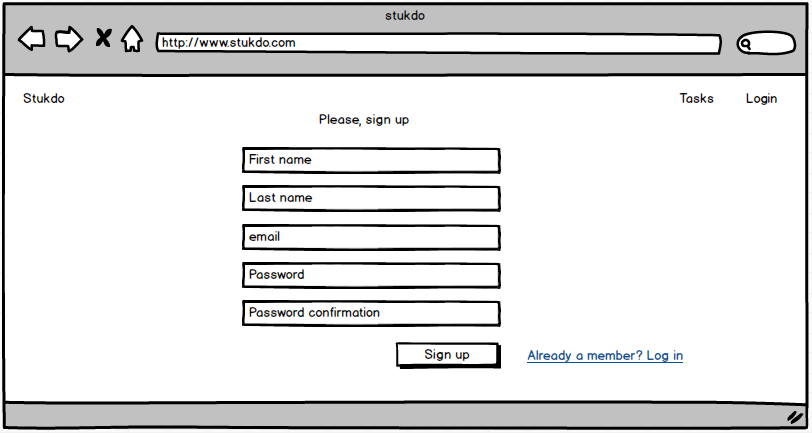 stukdo
http://www.stukdo.com
Stukdo Tasks Login
Please, sign up
First name
Last name
email
Password
Password confirmation
Sign up Already a member? Log in